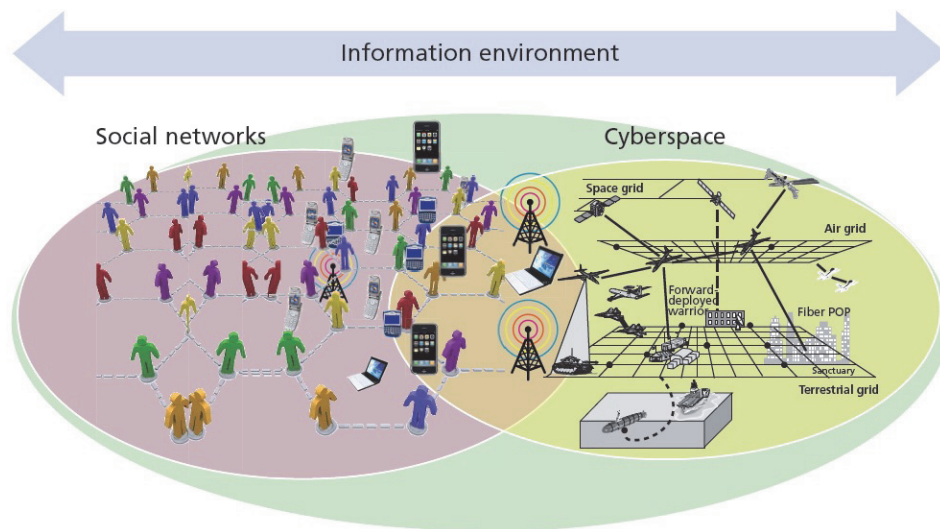 Information environment
Social networks
Cyberspace
Space grid
Air grid
Forward-
deployed
warrior
Fiber POP
Sanctuary
Terrestrial grid